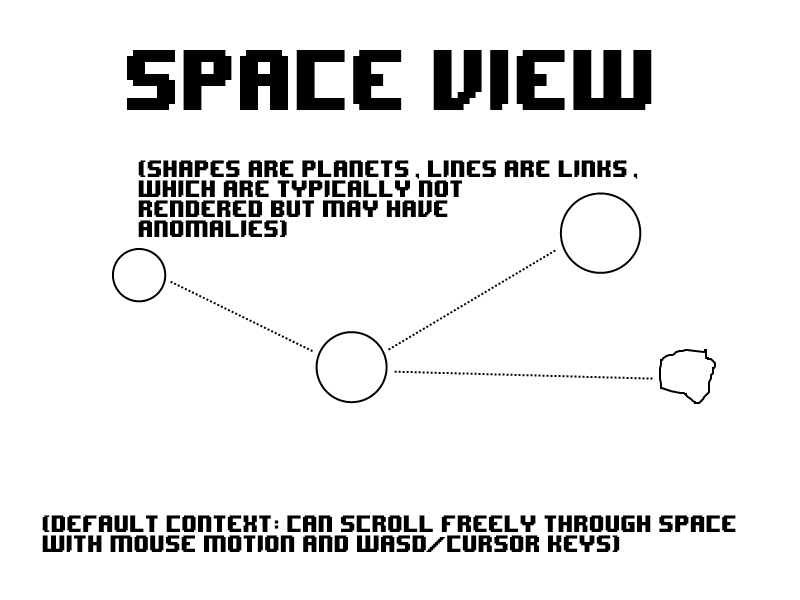 SPACE VIEW
(SHAPES ARE PLANETS, LINES ARE LINKS,
WHICH ARE TYPICALLY NOT
RENDERED BUT MAY HAVE
ANOMALIES)
(DEFAULT CONTEXT: CAN SCROLL FREELY THROUGH SPACE
WITH MOUSE MOTION AND WASD/CURSOR KEYS)